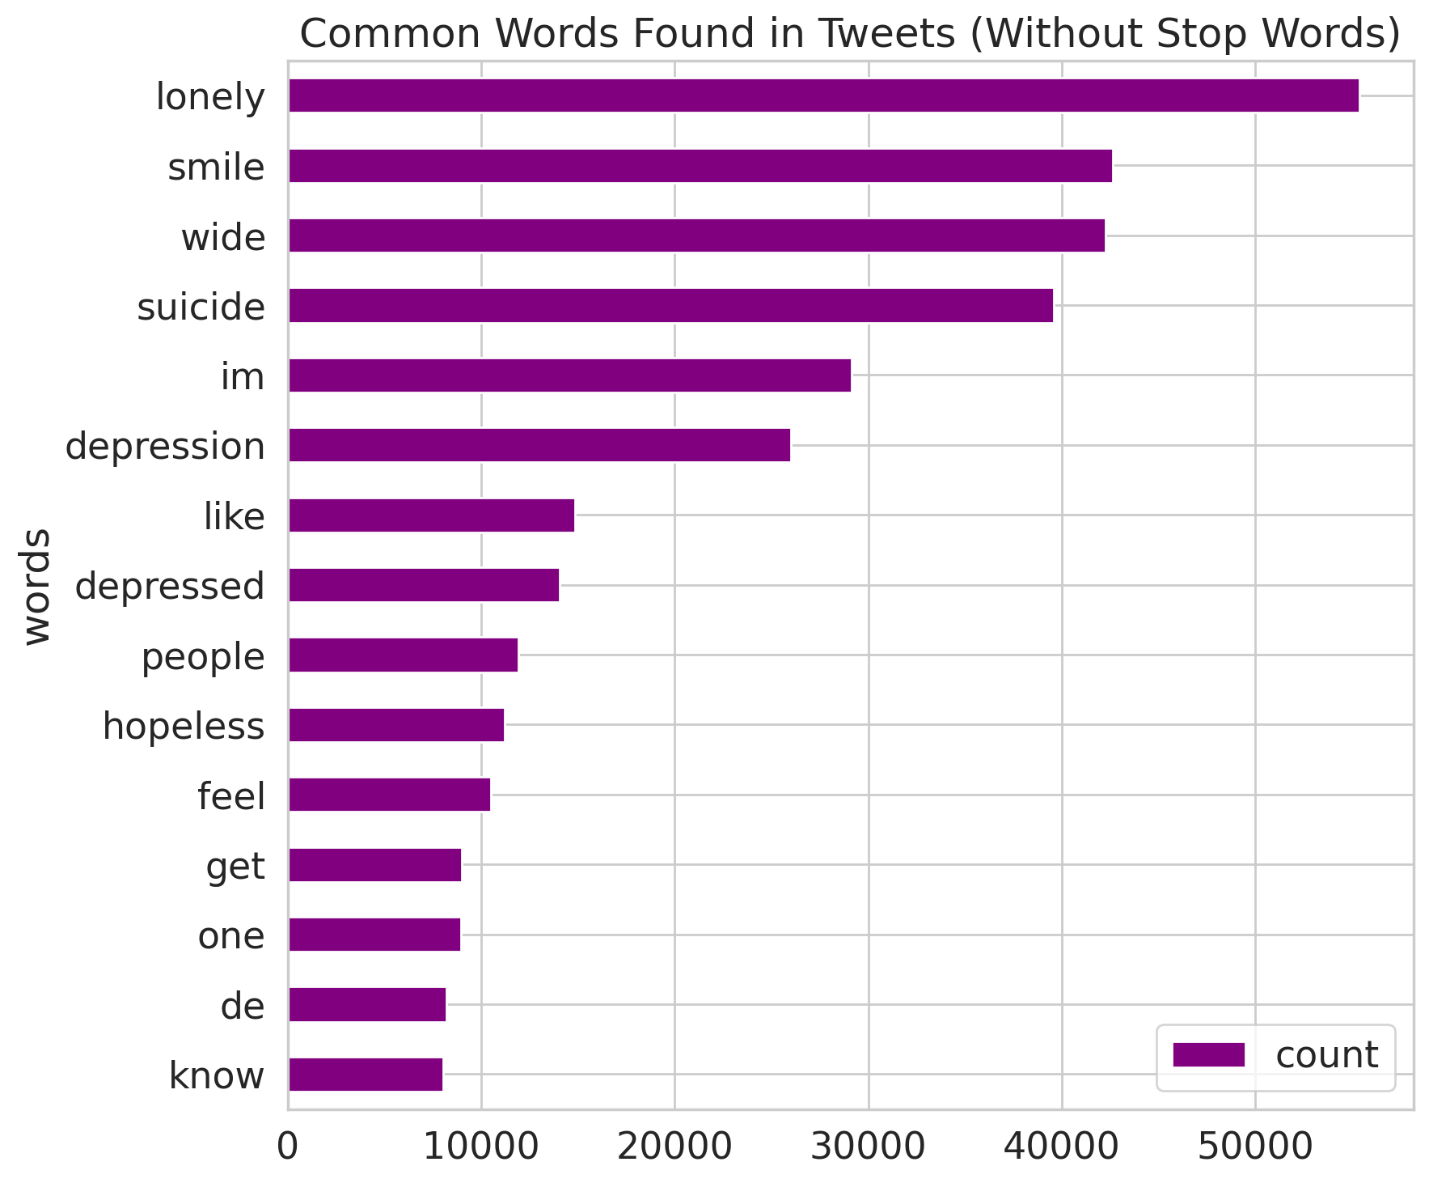 Common Words Found in Tweets (Without Stop Words)
lonely
smile
wide
suicide
im
depression
like
depressed
people
hopeless
feel
get
one
de
know
words
count
0 10000 20000 30000 40000 50000